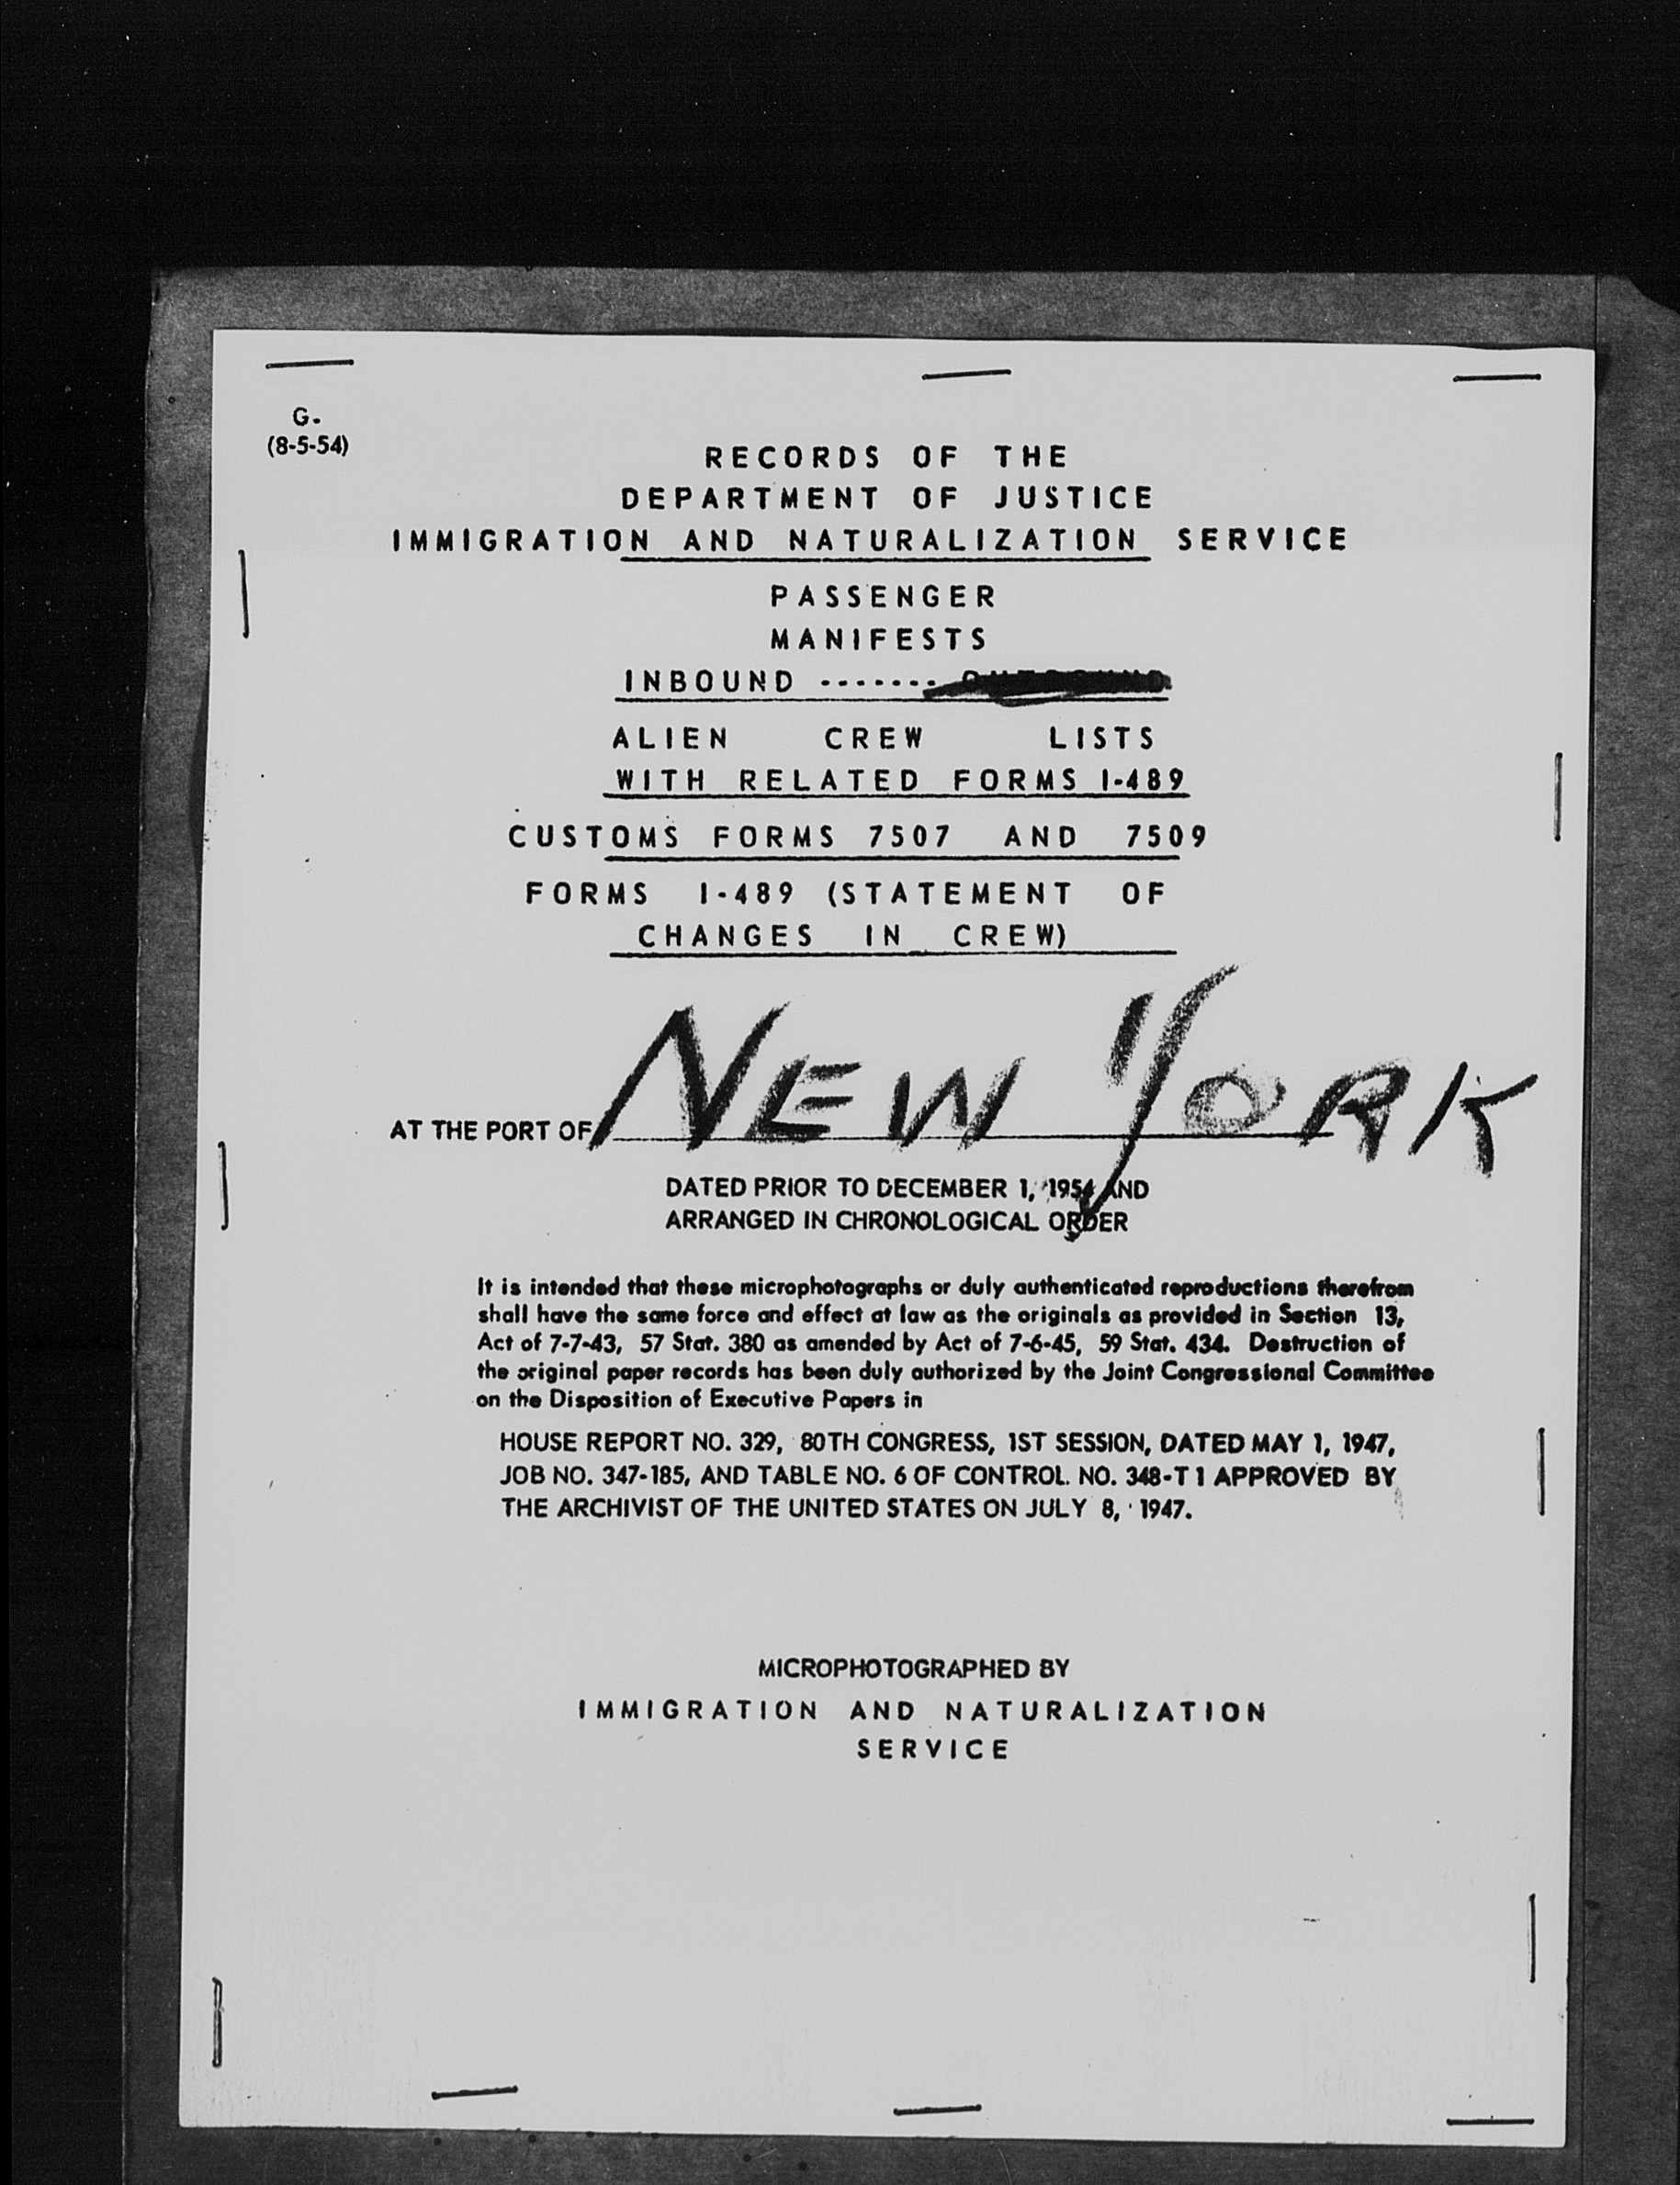 G-
(8-5-54)
RECORDS OF THE
DEPARTMENT OF JUSTICE
IMMIGRATION AND NATURALIZATION SERVICE
PASSENGER
MANIFESTS
INBOUND -------
ALIEN CREW LISTS
WITH RELATED FORMS I-489
CUSTOMS FORMS 7507 AND 7509
FORMS I-489 (STATEMENT OF
CHANGES IN CREW)
AT THE PORT OF NEW YORK
DATED PRIOR TO DECEMBER 1, 1954 AND
ARRANGED IN CHRONOLOGICAL ORDER
It is intended that these microphotographs or duly authenticated reproductions therefrom
shall have the same force and effect at law as the originals as provided in Section 13,
Act of 7-7-43, 57 Stat. 380 as amended by Act of 7-6-45, 59 Stat. 434. Destruction of
the original paper records has been duly authorized by the Joint Congressional Committee
on the Disposition of Executive Papers in
HOUSE REPORT NO. 329, 80TH CONGRESS, 1ST SESSION, DATED MAY 1, 1947,
JOB NO. 347-185, AND TABLE NO. 6 OF CONTROL NO. 348-T1 APPROVED BY
THE ARCHIVIST OF THE UNITED STATES ON JULY 8, 1947.
MICROPHOTOGRAPHED BY
IMMIGRATION AND NATURALIZATION
SERVICE